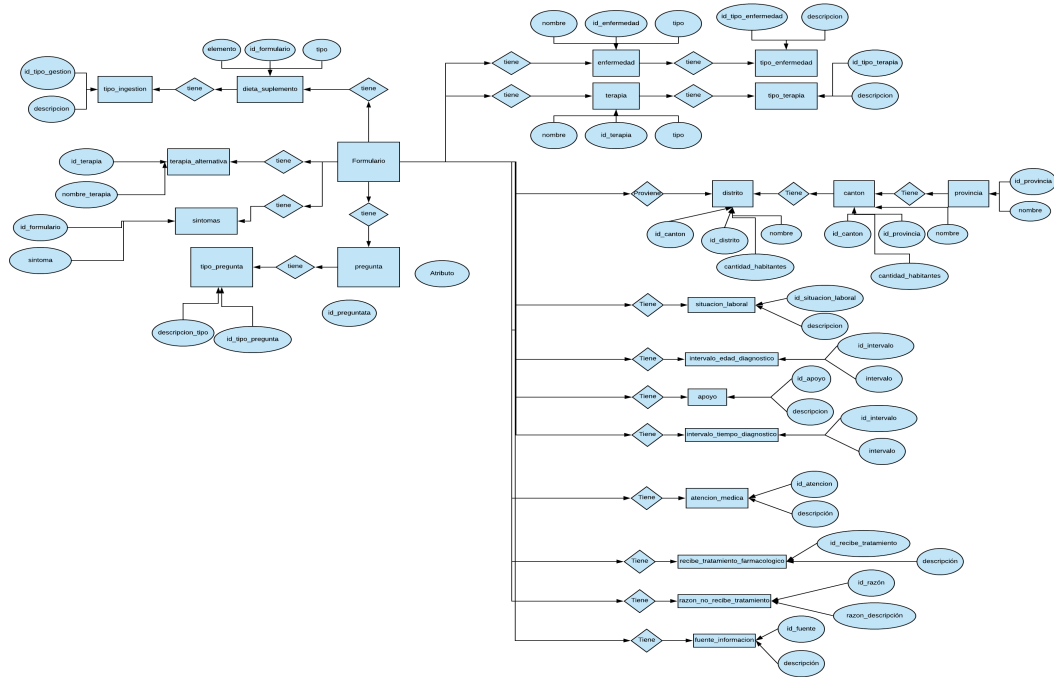 nombre
id_enfermedad
tipo
id_tipo_enfermedad
descripcion
elemento
id_formulario
tipo
id_tipo_gestion
descripcion
tipo_ingestion
tiene
dieta_suplemento
tiene
tiene
enfermedad
tiene
tipo_enfermedad
tiene
terapia
tiene
tipo_terapia
id_tipo_terapia
descripcion
nombre
id_terapia
tipo
id_terapia
nombre_terapia
terapia_alternativa
tiene
Formulario
sintomas
tiene
tiene
id_formulario
sintoma
tipo_pregunta
tiene
pregunta
Atributo
descripcion_tipo
id_tipo_pregunta
id_preguntata
Proviene
distrito
Tiene
canton
Tiene
provincia
id_provincia
nombre
id_canton
id_distrito
nombre
cantidad_habitantes
id_canton
id_provincia
nombre
cantidad_habitantes
Tiene
situacion_laboral
id_situacion_laboral
descripcion
Tiene
intervalo_edad_diagnostico
id_intervalo
intervalo
Tiene
apoyo
id_apoyo
descripcion
Tiene
intervalo_tiempo_diagnostico
id_intervalo
intervalo
Tiene
atencion_medica
id_atencion
descripción
Tiene
recibe_tratamiento_farmacologico
id_recibe_tratamiento
descripción
Tiene
razon_no_recibe_tratamiento
id_razón
razon_descripción
Tiene
fuente_informacion
id_fuente
descripción